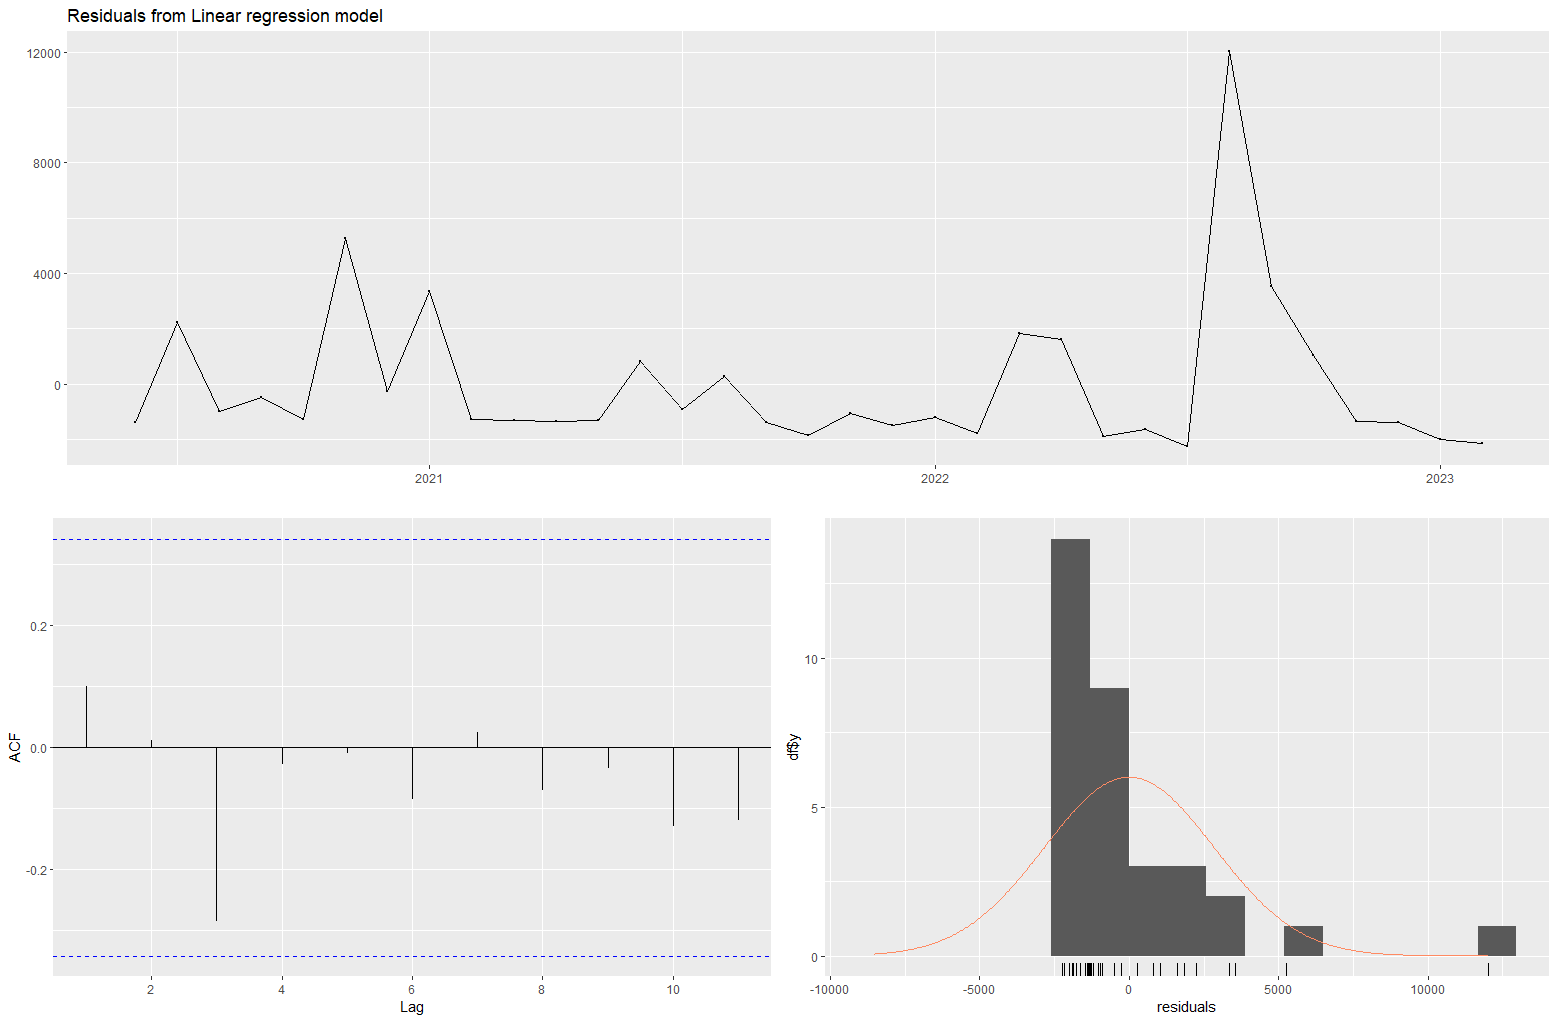 Residuals from Linear regression model
12000
8000
4000
0
2021 2022 2023
0.2
0.0
-0.2
ACF
2 4 6 8 10
Lag
10
5
0
df$y
-10000 -5000 0 5000 10000
residuals